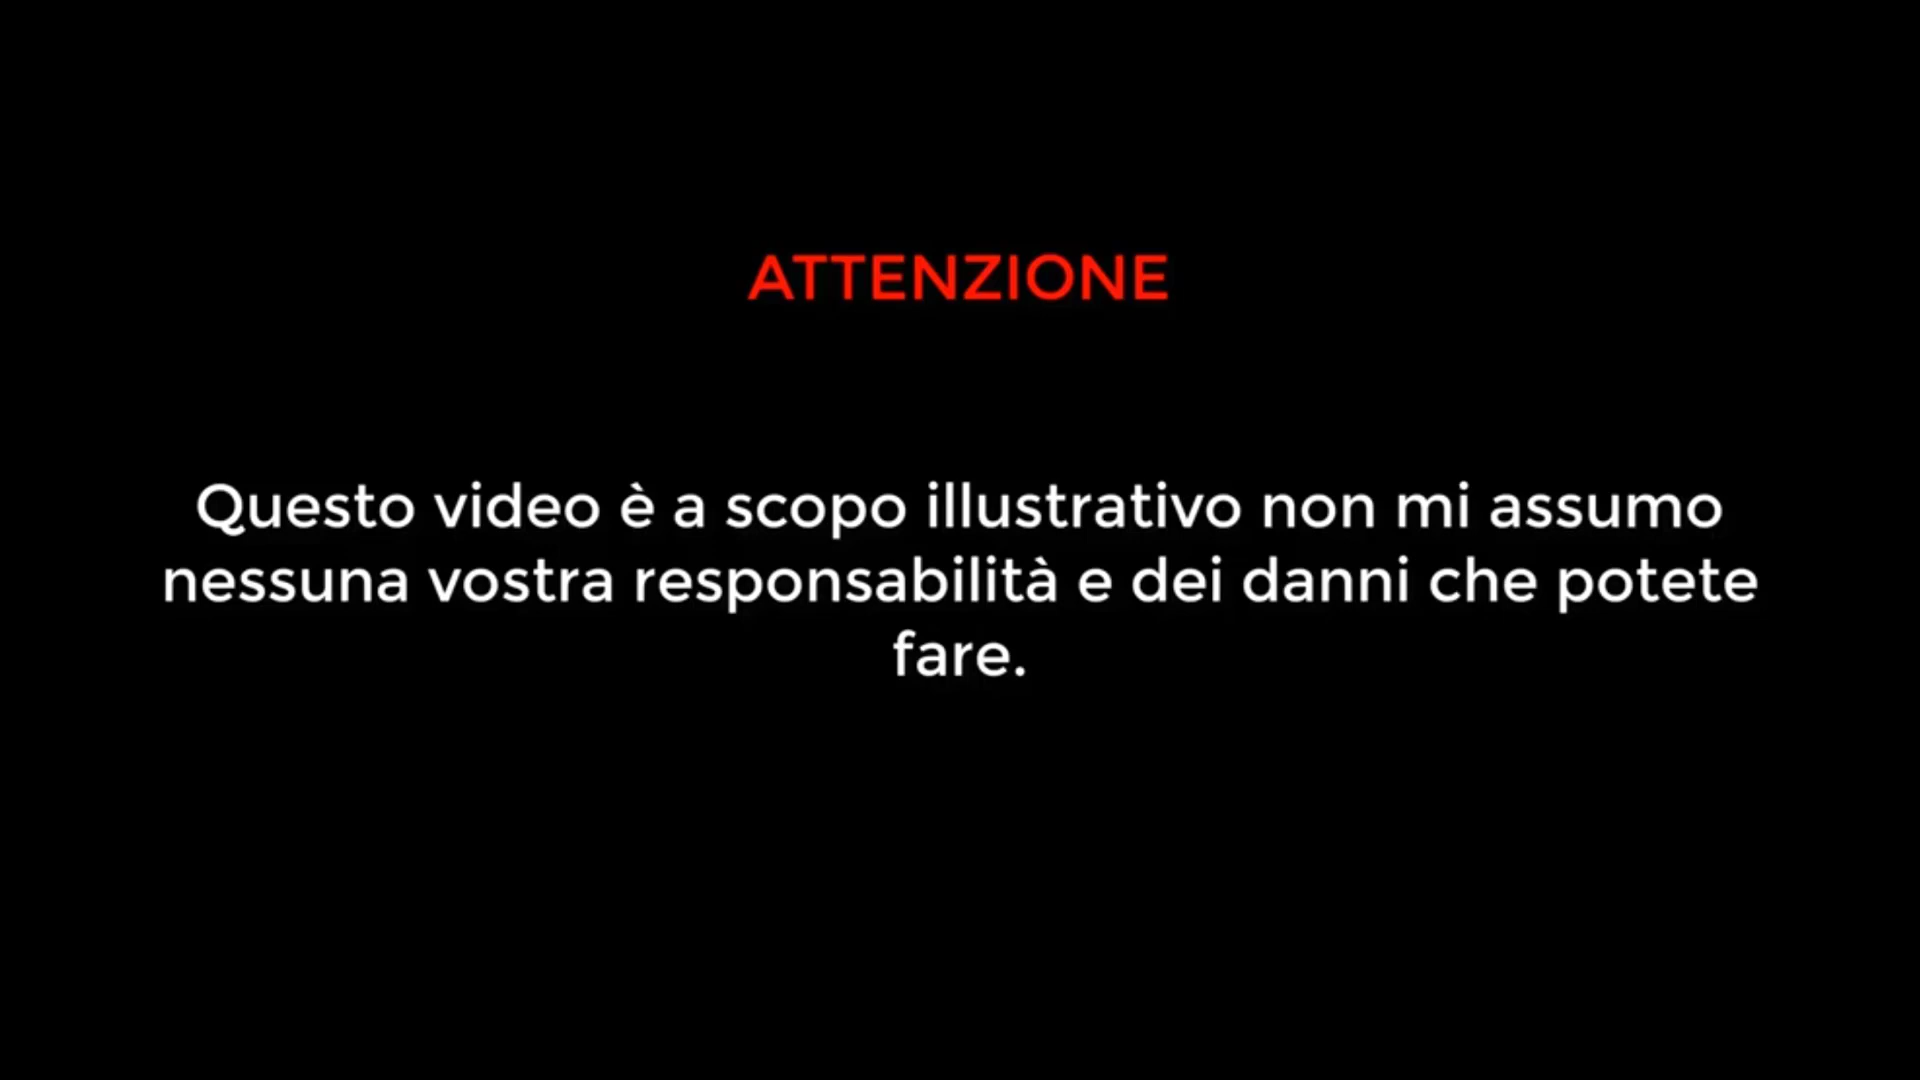 ATTENZIONE
Questo video è a scopo illustrativo non mi assumo
nessuna vostra responsabilità e dei danni che potete
fare.